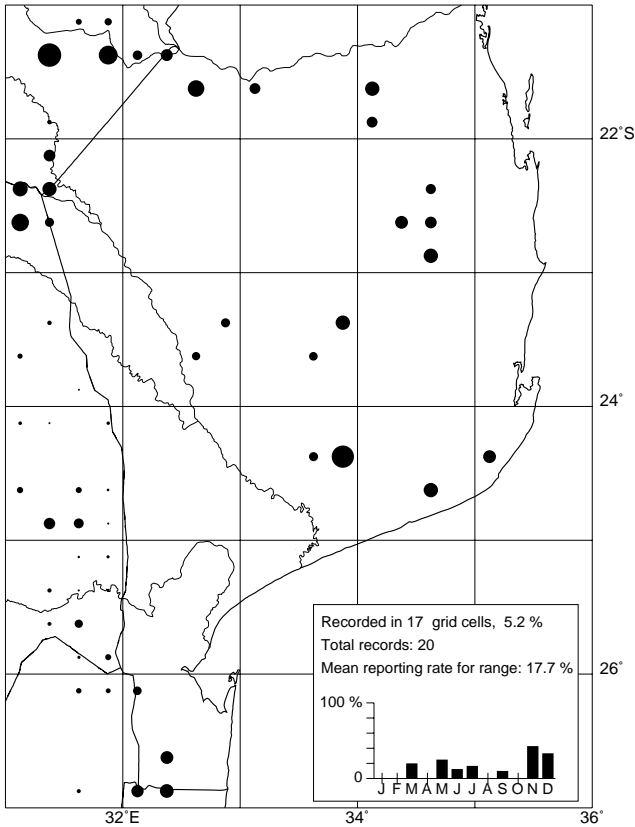 22°S
24°
Recorded in 17 grid cells, 5.2 %
Total records: 20
Mean reporting rate for range: 17.7 %
26°
100 %
0
J F M A M J J A S O N D
32°E
34°
36°